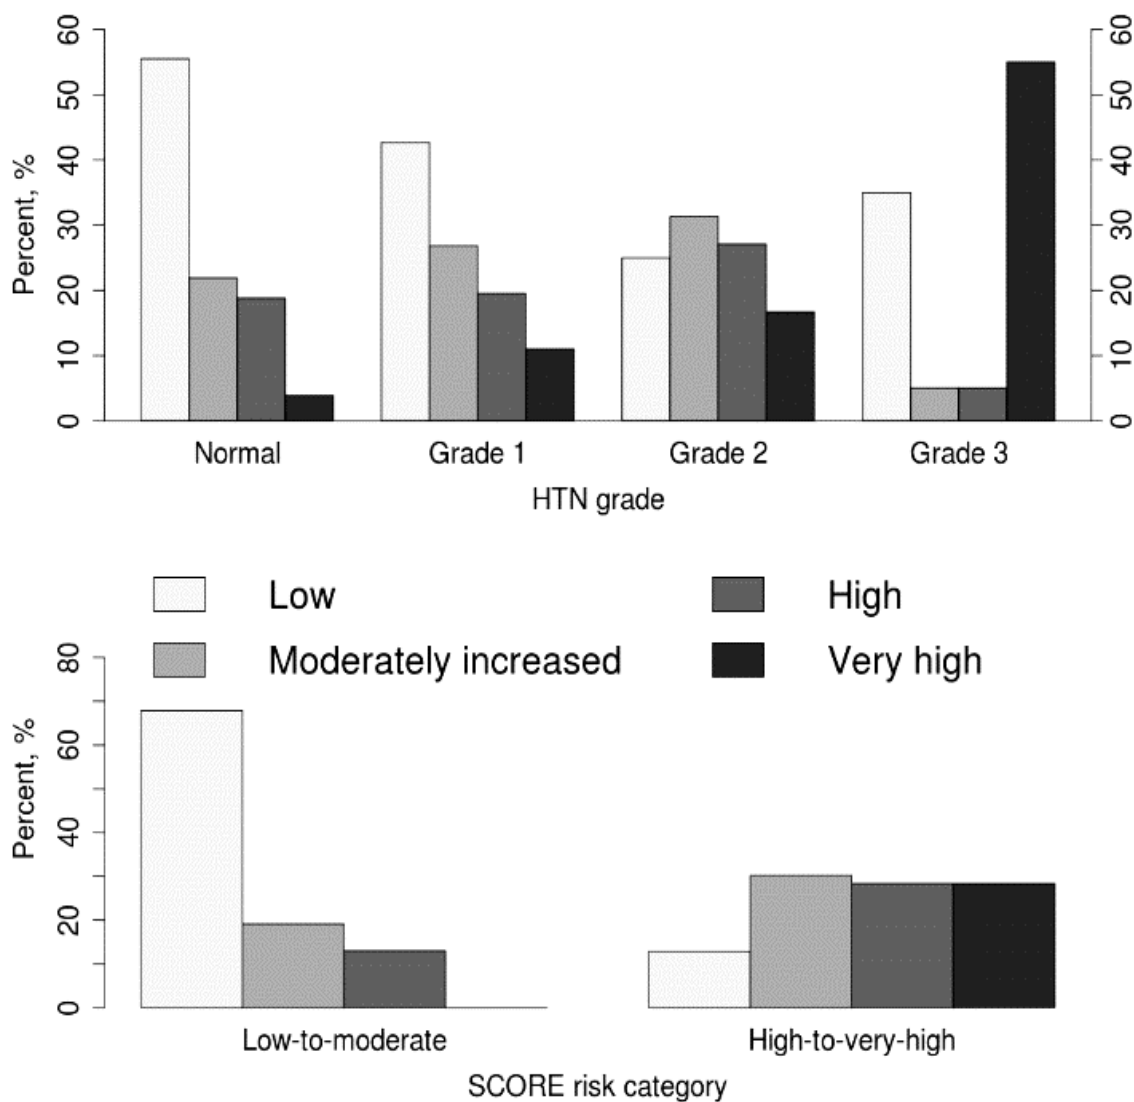 Percent, %
60
50
40
30
20
10
0
60
50
40
30
20
10
0
Normal Grade 1 Grade 2 Grade 3
HTN grade
Low High
Moderately increased Very high
Percent, %
80
60
40
20
0
Low-to-moderate High-to-very-high
SCORE risk category